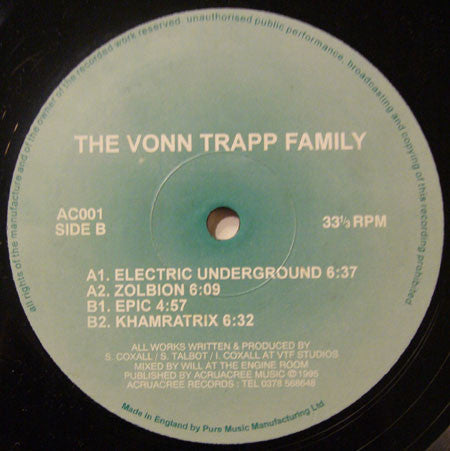 all rights of the manufacture and of the owner of the recorded work reserved. unauthorised public performance, broadcasting and copying of this recording prohibited
THE VONN TRAPP FAMILY
AC001
SIDE B
33⅓ RPM
A1. ELECTRIC UNDERGROUND 6:37
A2. ZOLBION 6:09
B1. EPIC 4:57
B2. KHAMRATRIX 6:32
ALL WORKS WRITTEN & PRODUCED BY
S. COXALL / S. TALBOT / I. COXALL AT VTF STUDIOS
MIXED BY WILL AT THE ENGINE ROOM
PUBLISHED BY ACRUACREE MUSIC © 1995
ACRUACREE RECORDS : TEL 0378 568648
Made in England by Pure Music Manufacturing Ltd.